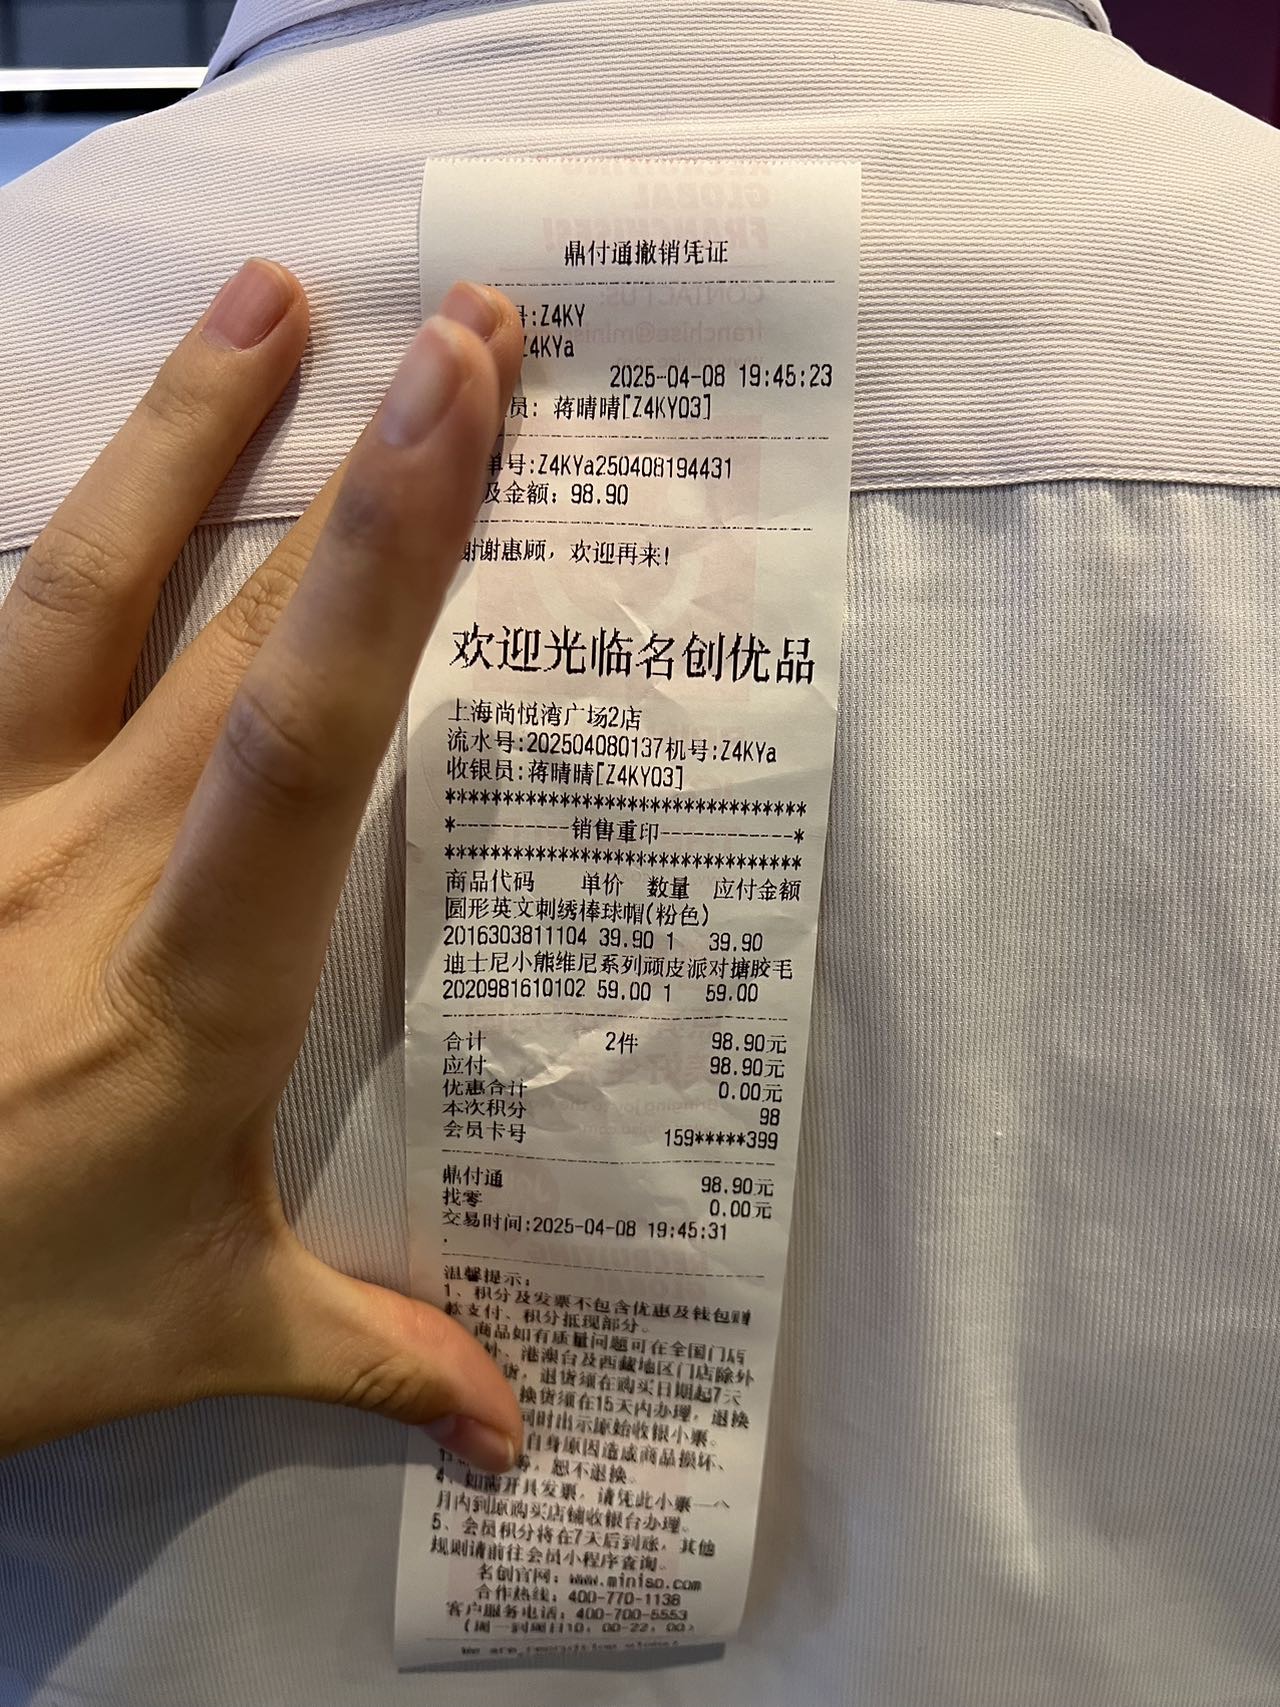 鼎付通撤销凭证
号:Z4KY
Z4KYa
2025-04-08 19:45:23
员: 蒋晴晴[Z4KY03]
单号:Z4KYa250408194431
及金额: 98.90
谢谢惠顾, 欢迎再来!
欢迎光临名创优品
上海尚悦湾广场2店
流水号:202504080137机号:Z4KYa
收银员:蒋晴晴[Z4KY03]
********************************
*----------销售重印------------*
********************************
商品代码 单价 数量 应付金额
圆形英文刺绣棒球帽(粉色)
2016303811104 39.90 1 39.90
迪士尼小熊维尼系列顽皮派对搪胶毛
2020981610102 59.00 1 59.00
合计 2件 98.90元
应付 98.90元
优惠合计 0.00元
本次积分 98
会员卡号 159*****399
鼎付通 98.90元
找零 0.00元
交易时间:2025-04-08 19:45:31
.
温馨提示:
1、积分及发票不包含优惠及钱包赠
款支付、积分抵现部分。
商品如有质量问题可在全国门店
外、港澳台及西藏地区门店除外
货, 退货须在购买日期起7天
换货须在15天内办理, 退换
同时出示原始收银小票。
自身原因造成商品损坏、
等, 恕不退换。
4、如需开具发票, 请凭此小票一个
月内到原购买店铺收银台办理。
5、会员积分将在7天后到账, 其他
规则请前往会员小程序查询。
名创官网: www.miniso.com
合作热线: 400-770-1138
客户服务电话: 400-700-5553
(周一到周日10: 00-22: 00)